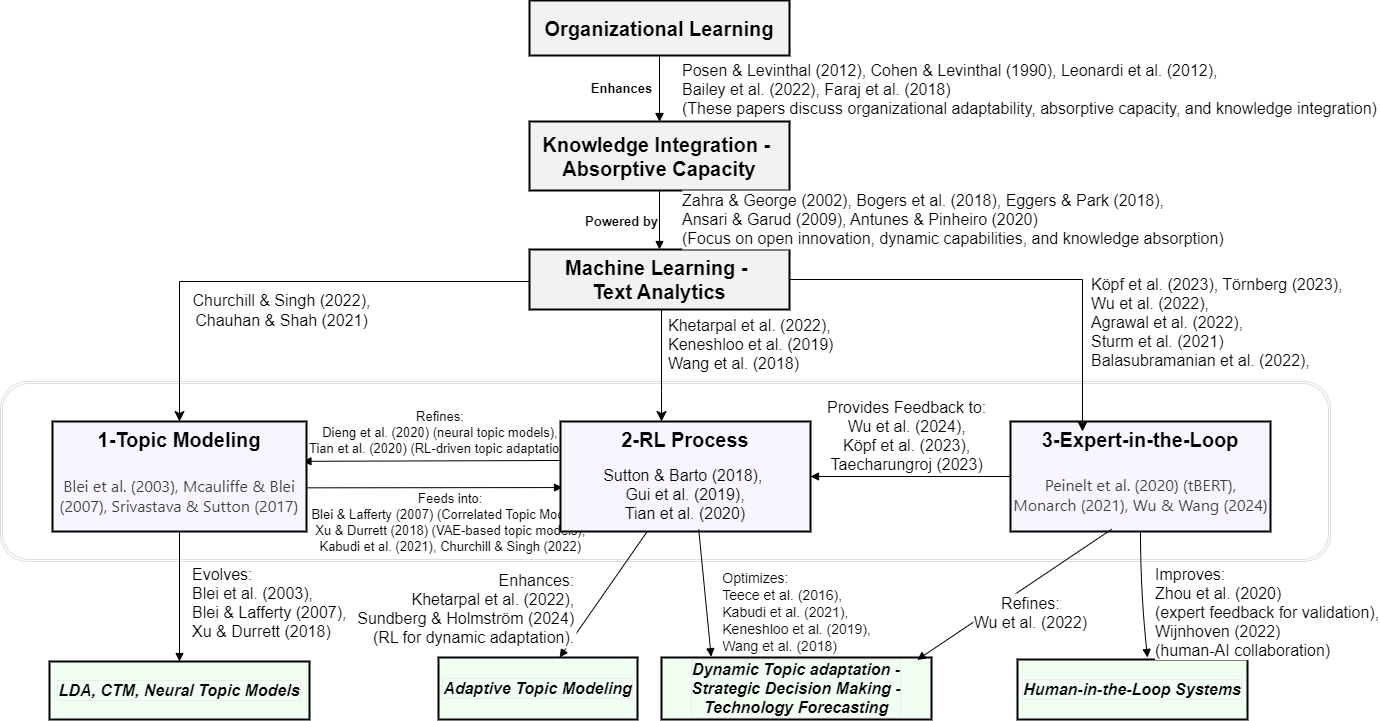 Organizational Learning
Enhances
Posen & Levinthal (2012), Cohen & Levinthal (1990), Leonardi et al. (2012),
Bailey et al. (2022), Faraj et al. (2018)
(These papers discuss organizational adaptability, absorptive capacity, and knowledge integration)
Knowledge Integration -
Absorptive Capacity
Powered by
Zahra & George (2002), Bogers et al. (2018), Eggers & Park (2018),
Ansari & Garud (2009), Antunes & Pinheiro (2020)
(Focus on open innovation, dynamic capabilities, and knowledge absorption)
Machine Learning -
Text Analytics
Churchill & Singh (2022),
Chauhan & Shah (2021)
Khetarpal et al. (2022),
Keneshloo et al. (2019)
Wang et al. (2018)
Köpf et al. (2023), Törnberg (2023),
Wu et al. (2022),
Agrawal et al. (2022),
Sturm et al. (2021)
Balasubramanian et al. (2022),
1-Topic Modeling
Blei et al. (2003), Mcauliffe & Blei
(2007), Srivastava & Sutton (2017)
Refines:
Dieng et al. (2020) (neural topic models),
Tian et al. (2020) (RL-driven topic adaptatio
Feeds into:
Blei & Lafferty (2007) (Correlated Topic Mo
Xu & Durrett (2018) (VAE-based topic models),
Kabudi et al. (2021), Churchill & Singh (2022)
2-RL Process
Sutton & Barto (2018),
Gui et al. (2019),
Tian et al. (2020)
Provides Feedback to:
Wu et al. (2024),
Köpf et al. (2023),
Taecharungroj (2023)
3-Expert-in-the-Loop
Peinelt et al. (2020) (tBERT),
Monarch (2021), Wu & Wang (2024)
Evolves:
Blei et al. (2003),
Blei & Lafferty (2007),
Xu & Durrett (2018)
Enhances:
Khetarpal et al. (2022),
Sundberg & Holmström (2024)
(RL for dynamic adaptation).
Optimizes:
Teece et al. (2016),
Kabudi et al. (2021),
Keneshloo et al. (2019),
Wang et al. (2018)
Refines:
Wu et al. (2022)
Improves:
Zhou et al. (2020)
(expert feedback for validation),
Wijnhoven (2022)
(human-AI collaboration)
LDA, CTM, Neural Topic Models
Adaptive Topic Modeling
Dynamic Topic adaptation -
Strategic Decision Making -
Technology Forecasting
Human-in-the-Loop Systems